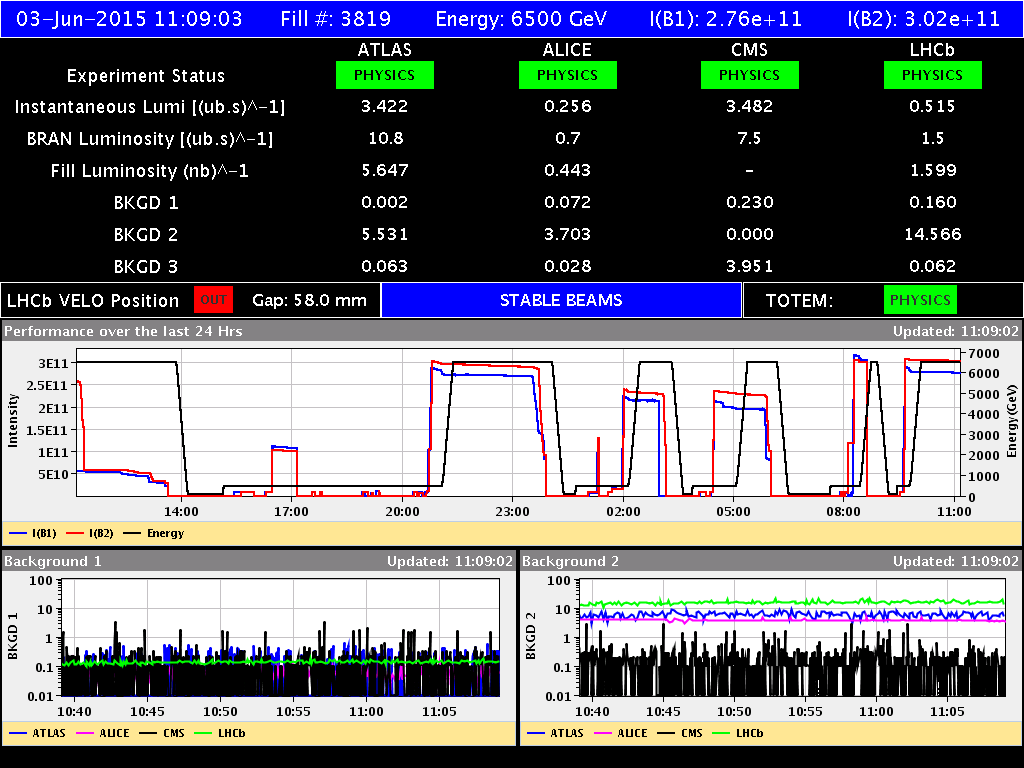 03-Jun-2015 11:09:03 Fill #: 3819 Energy: 6500 GeV I(B1): 2.76e+11 I(B2): 3.02e+11
ATLAS ALICE CMS LHCb
Experiment Status PHYSICS PHYSICS PHYSICS PHYSICS
Instantaneous Lumi [(ub.s)^-1] 3.422 0.256 3.482 0.515
BRAN Luminosity [(ub.s)^-1] 10.8 0.7 7.5 1.5
Fill Luminosity (nb)^-1 5.647 0.443 – 1.599
BKGD 1 0.002 0.072 0.230 0.160
BKGD 2 5.531 3.703 0.000 14.566
BKGD 3 0.063 0.028 3.951 0.062
LHCb VELO Position OUT Gap: 58.0 mm STABLE BEAMS TOTEM: PHYSICS
Performance over the last 24 Hrs Updated: 11:09:02
Intensity
3E11
2.5E11
2E11
1.5E11
1E11
5E10
7000
6000
5000
4000
3000
2000
1000
0
Energy(GeV)
14:00 17:00 20:00 23:00 02:00 05:00 08:00 11:00
I(B1) I(B2) Energy
Background 1 Updated: 11:09:02
BKGD 1
100
10
1
0.1
0.01
10:40 10:45 10:50 10:55 11:00 11:05
ATLAS ALICE CMS LHCb
Background 2 Updated: 11:09:02
BKGD 2
100
10
1
0.1
0.01
10:40 10:45 10:50 10:55 11:00 11:05
ATLAS ALICE CMS LHCb